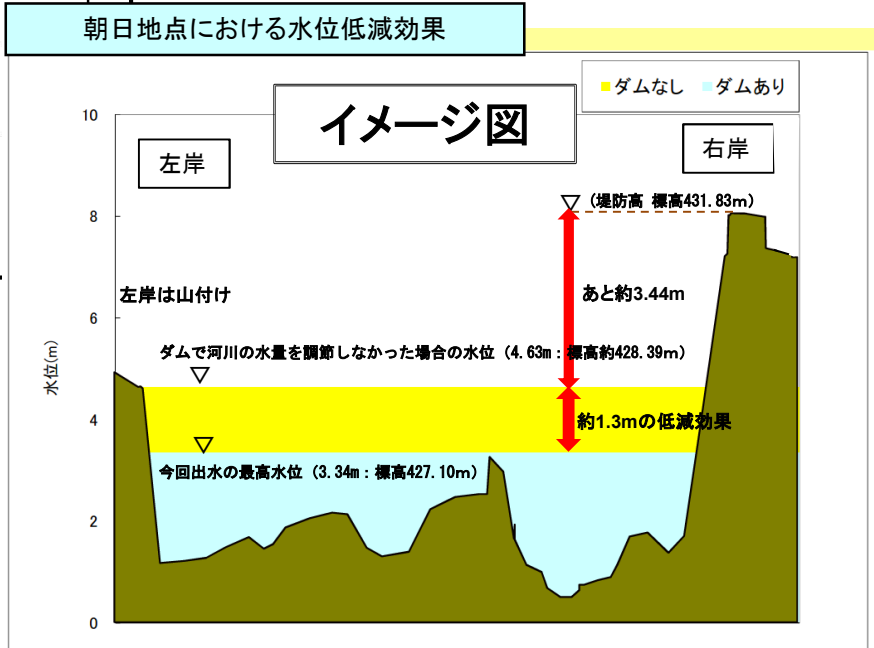 朝日地点における水位低減効果
ダムなし ダムあり
イメージ図
左岸
右岸
10
8
6
4
2
0
水位(m)
(堤防高 標高431.83m)
左岸は山付け
あと約3.44m
ダムで河川の水量を調節しなかった場合の水位（4.63m：標高約428.39m）
約1.3mの低減効果
今回出水の最高水位（3.34m：標高427.10m）